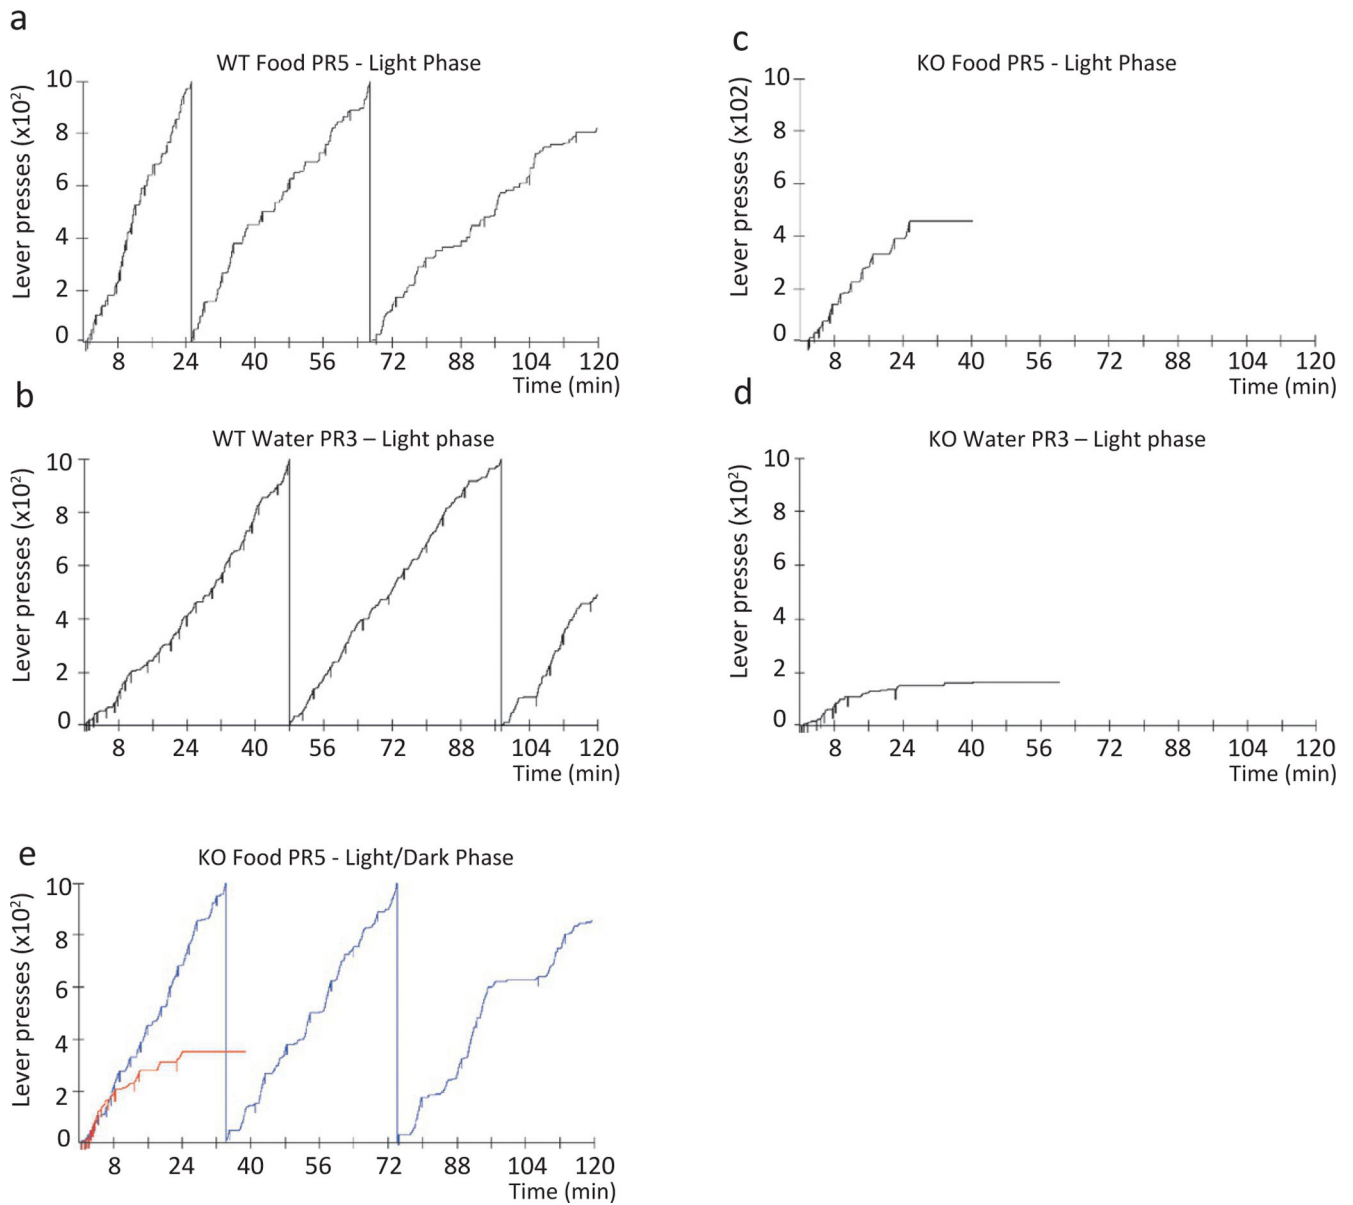 a
WT Food PR5 - Light Phase
Lever presses (x10²)
10
8
6
4
2
0
8 24 40 56 72 88 104 120
Time (min)
c
KO Food PR5 - Light Phase
Lever presses (x102)
10
8
6
4
2
0
8 24 40 56 72 88 104 120
Time (min)
b
WT Water PR3 – Light phase
Lever presses (x10²)
10
8
6
4
2
0
8 24 40 56 72 88 104 120
Time (min)
d
KO Water PR3 – Light phase
Lever presses (x10²)
10
8
6
4
2
0
8 24 40 56 72 88 104 120
Time (min)
e
KO Food PR5 - Light/Dark Phase
Lever presses (x10²)
10
8
6
4
2
0
8 24 40 56 72 88 104 120
Time (min)